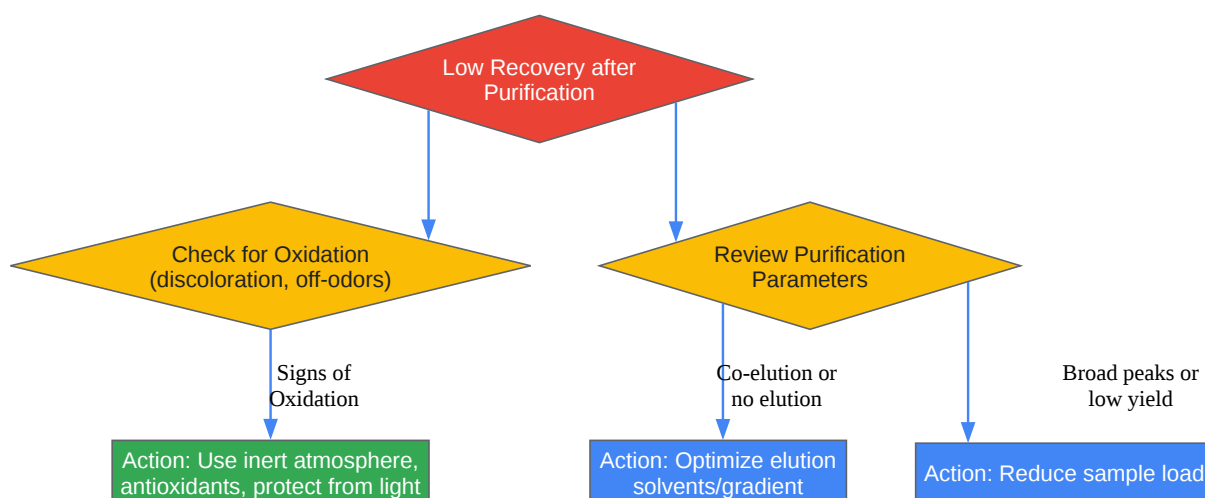 Low Recovery after
Purification
Check for Oxidation
(discoloration, off-odors)
Review Purification
Parameters
Signs of
Oxidation
Co-elution or
no elution
Broad peaks or
low yield
Action: Use inert atmosphere,
antioxidants, protect from light
Action: Optimize elution
solvents/gradient
Action: Reduce sample load